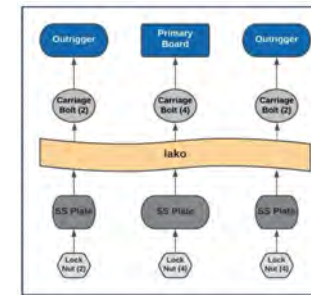 Outrigger
Primary
Board
Outrigger
Carriage
Bolt (2)
Carriage
Bolt (4)
Carriage
Bolt (2)
Iako
SS Plate
SS Plate
SS Plate
Lock
Nut (2)
Lock
Nut (4)
Lock
Nut (4)